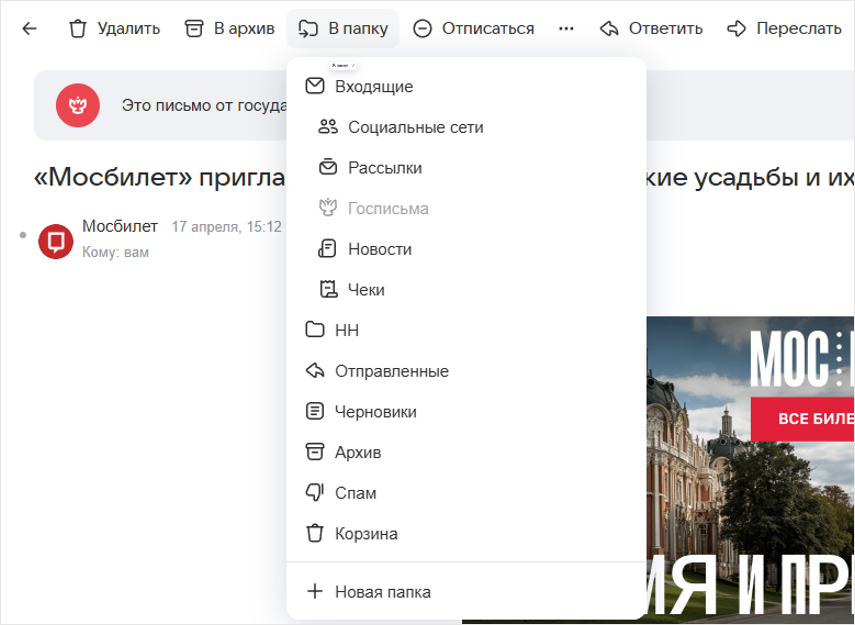 Удалить В архив В папку Отписаться ... Ответить Переслать
Входящие
Это письмо от госуда
Социальные сети
Рассылки
«Мосбилет» пригла кие усадьбы и их
Госписьма
Мосбилет 17 апреля, 15:12
Кому: вам
Новости
Чеки
НН
МОС
Отправленные
Черновики
ВСЕ БИЛЕ
Архив
Спам
Корзина
МЯ И ПРИ
Новая папка